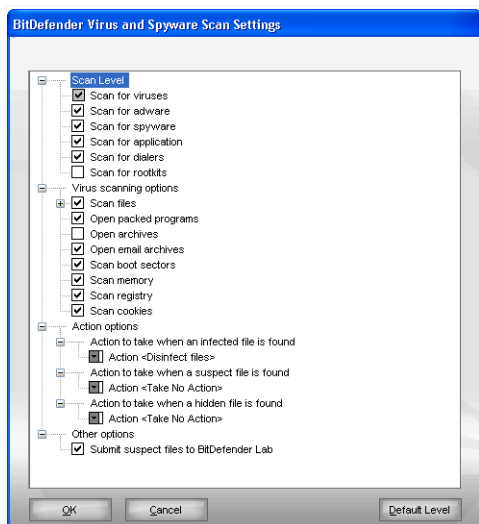 BitDefender Virus and Spyware Scan Settings
Scan Level
Scan for viruses
Scan for adware
Scan for spyware
Scan for application
Scan for dialers
Scan for rootkits
Virus scanning options
Scan files
Open packed programs
Open archives
Open email archives
Scan boot sectors
Scan memory
Scan registry
Scan cookies
Action options
Action to take when an infected file is found
Action <Disinfect files>
Action to take when a suspect file is found
Action <Take No Action>
Action to take when a hidden file is found
Action <Take No Action>
Other options
Submit suspect files to BitDefender Lab
OK Cancel Default Level